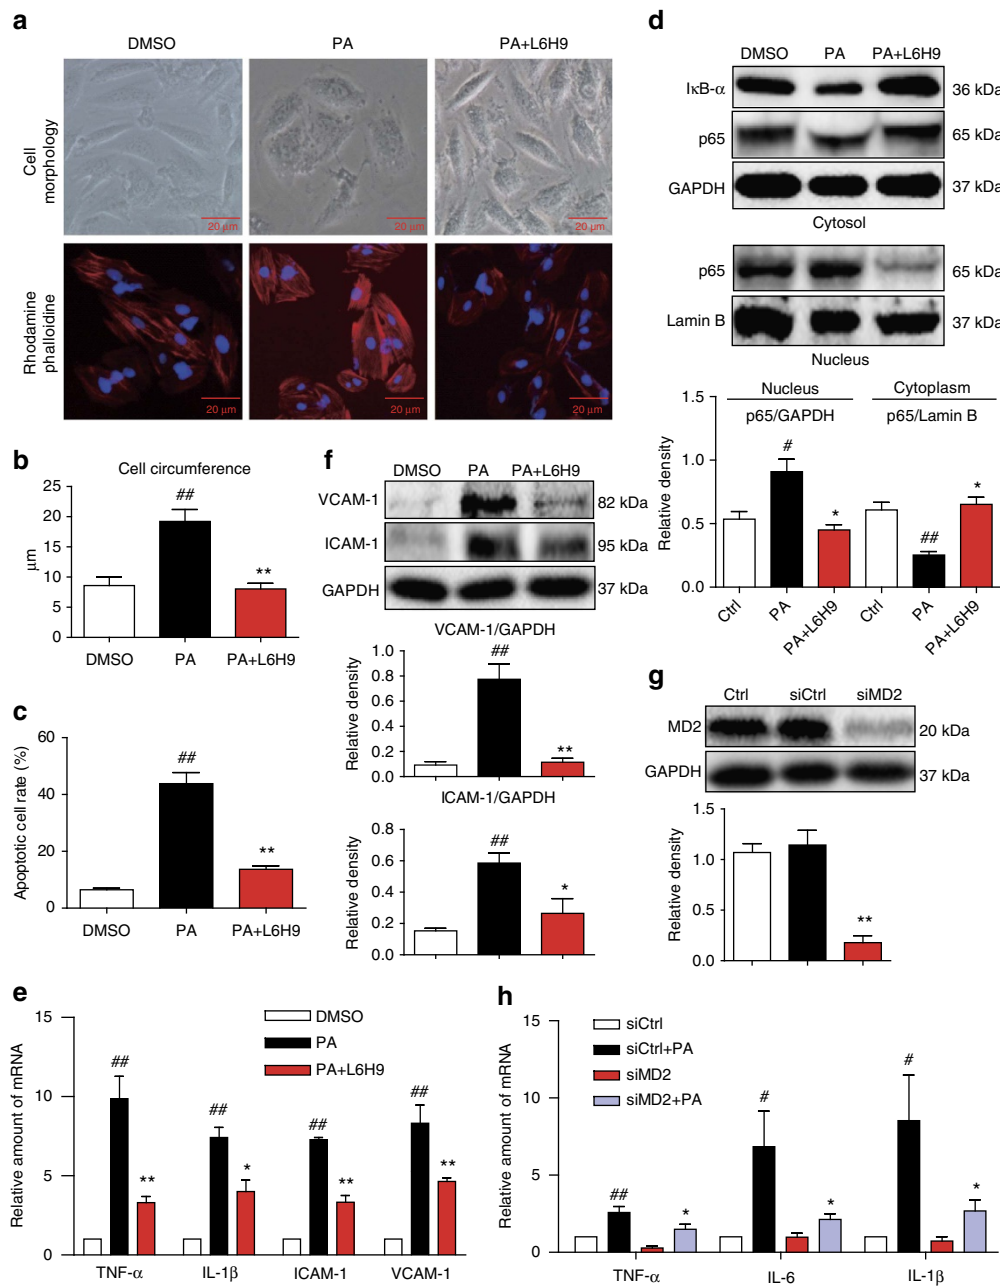 a
DMSO PA PA+L6H9
Cell
morphology
20 µm 20 µm 20 µm
Rhodamine
phalloidine
20 µm 20 µm 20 µm
b
Cell circumference
µm
25
20
15
10
5
0
## **
DMSO PA PA+L6H9
c
Apoptotic cell rate (%)
60
40
20
0
## **
DMSO PA PA+L6H9
d
DMSO PA PA+L6H9
IκB-α 36 kDa
p65 65 kDa
GAPDH 37 kDa
Cytosol
p65 65 kDa
Lamin B 37 kDa
Nucleus
Nucleus Cytoplasm
p65/GAPDH p65/Lamin B
Relative density
1.5
1.0
0.5
0.0
# * ## *
Ctrl PA PA+L6H9 Ctrl PA PA+L6H9
f
DMSO PA PA+L6H9
VCAM-1 82 kDa
ICAM-1 95 kDa
GAPDH 37 kDa
VCAM-1/GAPDH
Relative density
1.0
0.8
0.6
0.4
0.2
0.0
## **
ICAM-1/GAPDH
Relative density
0.8
0.6
0.4
0.2
0.0
## *
g
Ctrl siCtrl siMD2
MD2 20 kDa
GAPDH 37 kDa
Relative density
1.5
1.0
0.5
0.0
**
e
Relative amount of mRNA
15
10
5
0
DMSO
PA
PA+L6H9
## ** ## * ## ** ## **
TNF-α IL-1β ICAM-1 VCAM-1
h
Relative amount of mRNA
15
10
5
0
siCtrl
siCtrl+PA
siMD2
siMD2+PA
## * # * # *
TNF-α IL-6 IL-1β